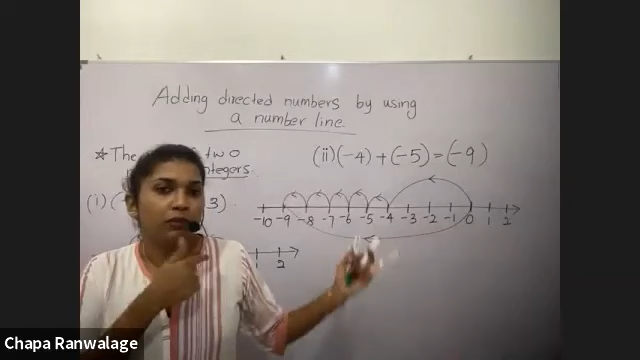 Adding directed numbers by using
a number line.
★ The two
integers.
(i) ( 3).
(ii) (-4) + (-5) = (-9)
-10 -9 -8 -7 -6 -5 -4 -3 -2 -1 0 1 2
1 2
Chapa Ranwalage